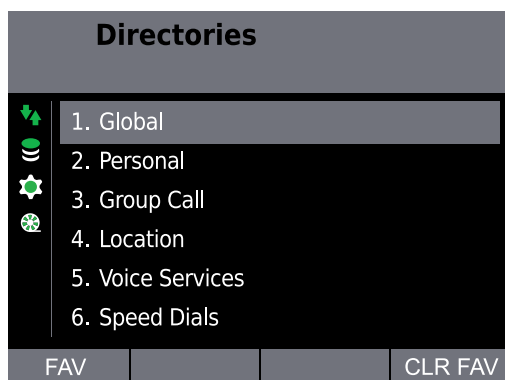 Directories
1. Global
2. Personal
3. Group Call
4. Location
5. Voice Services
6. Speed Dials
FAV CLR FAV